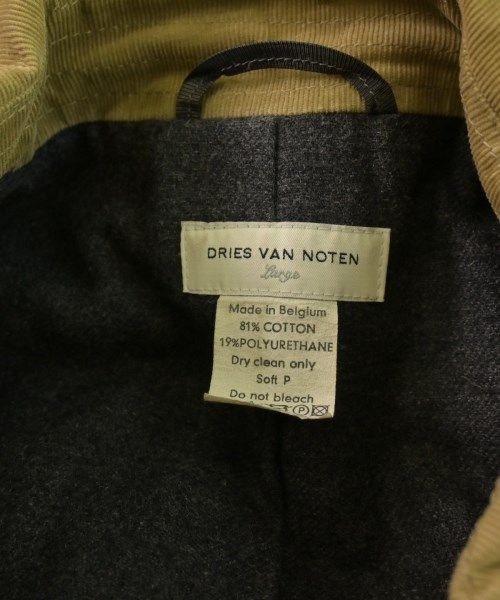 DRIES VAN NOTEN
Large
Made in Belgium
81% COTTON
19%POLYURETHANE
Dry clean only
Soft P
Do not bleach
P